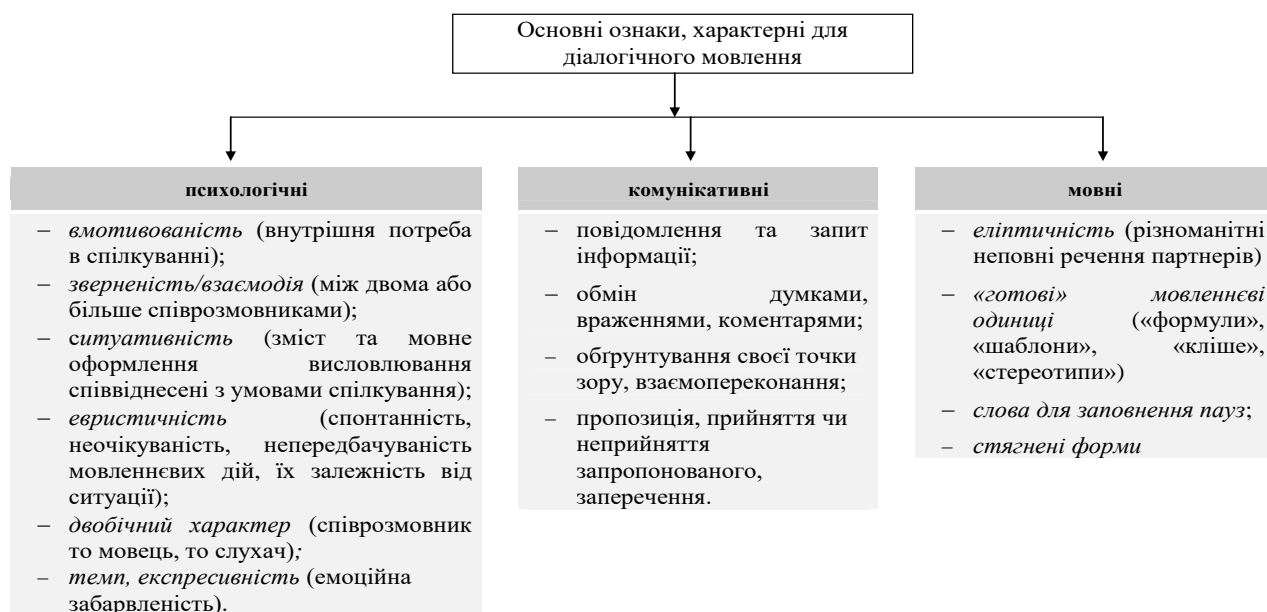 Основні ознаки, характерні для
діалогічного мовлення
психологічні
– вмотивованість (внутрішня потреба
в спілкуванні);
– зверненість/взаємодія (між двома або
більше співрозмовниками);
– ситуативність (зміст та мовне
оформлення висловлювання
співвіднесені з умовами спілкування);
– евристичність (спонтанність,
неочікуваність, непередбачуваність
мовленнєвих дій, їх залежність від
ситуації);
– двобічний характер (співрозмовник
то мовець, то слухач);
– темп, експресивність (емоційна
забарвленість).
комунікативні
– повідомлення та запит
інформації;
– обмін думками,
враженнями, коментарями;
– обґрунтування своєї точки
зору, взаємопереконання;
– пропозиція, прийняття чи
неприйняття
запропонованого,
заперечення.
мовні
– еліптичність (різноманітні
неповні речення партнерів)
– «готові» мовленнєві
одиниці («формули»,
«шаблони», «кліше»,
«стереотипи»)
– слова для заповнення пауз;
– стягнені форми